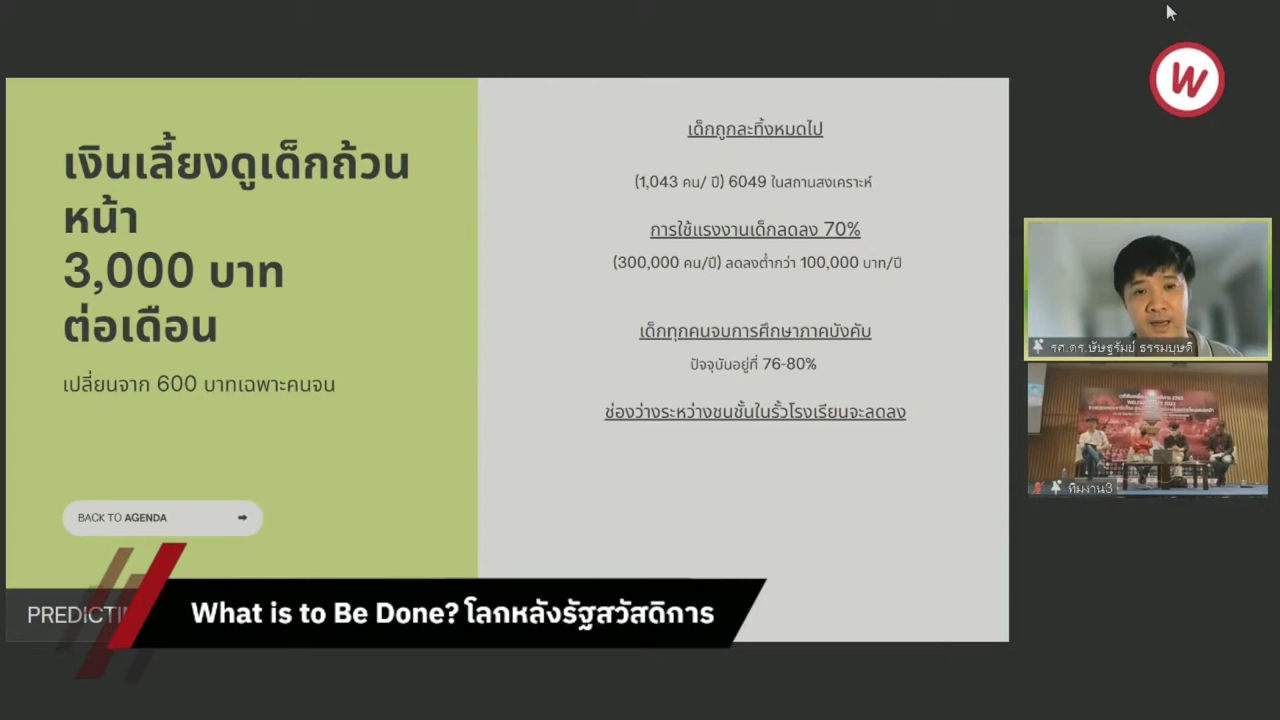 W
เงินเลี้ยงดูเด็กถ้วน
หน้า
3,000 บาท
ต่อเดือน
เปลี่ยนจาก 600 บาทเฉพาะคนจน
BACK TO AGENDA
เด็กถูกละทิ้งหมดไป
(1,043 คน/ ปี) 6049 ในสถานสงเคราะห์
การใช้แรงงานเด็กลดลง 70%
(300,000 คน/ปี) ลดลงต่ำกว่า 100,000 บาท/ปี
เด็กทุกคนจบการศึกษาภาคบังคับ
ปัจจุบันอยู่ที่ 76-80%
ช่องว่างระหว่างชนชั้นในรั้วโรงเรียนจะลดลง
รศ.ดร.ษัษฐรัมย์ ธรรมบุษดี
ทีมงาน3
PREDICTI
What is to Be Done? โลกหลังรัฐสวัสดิการ